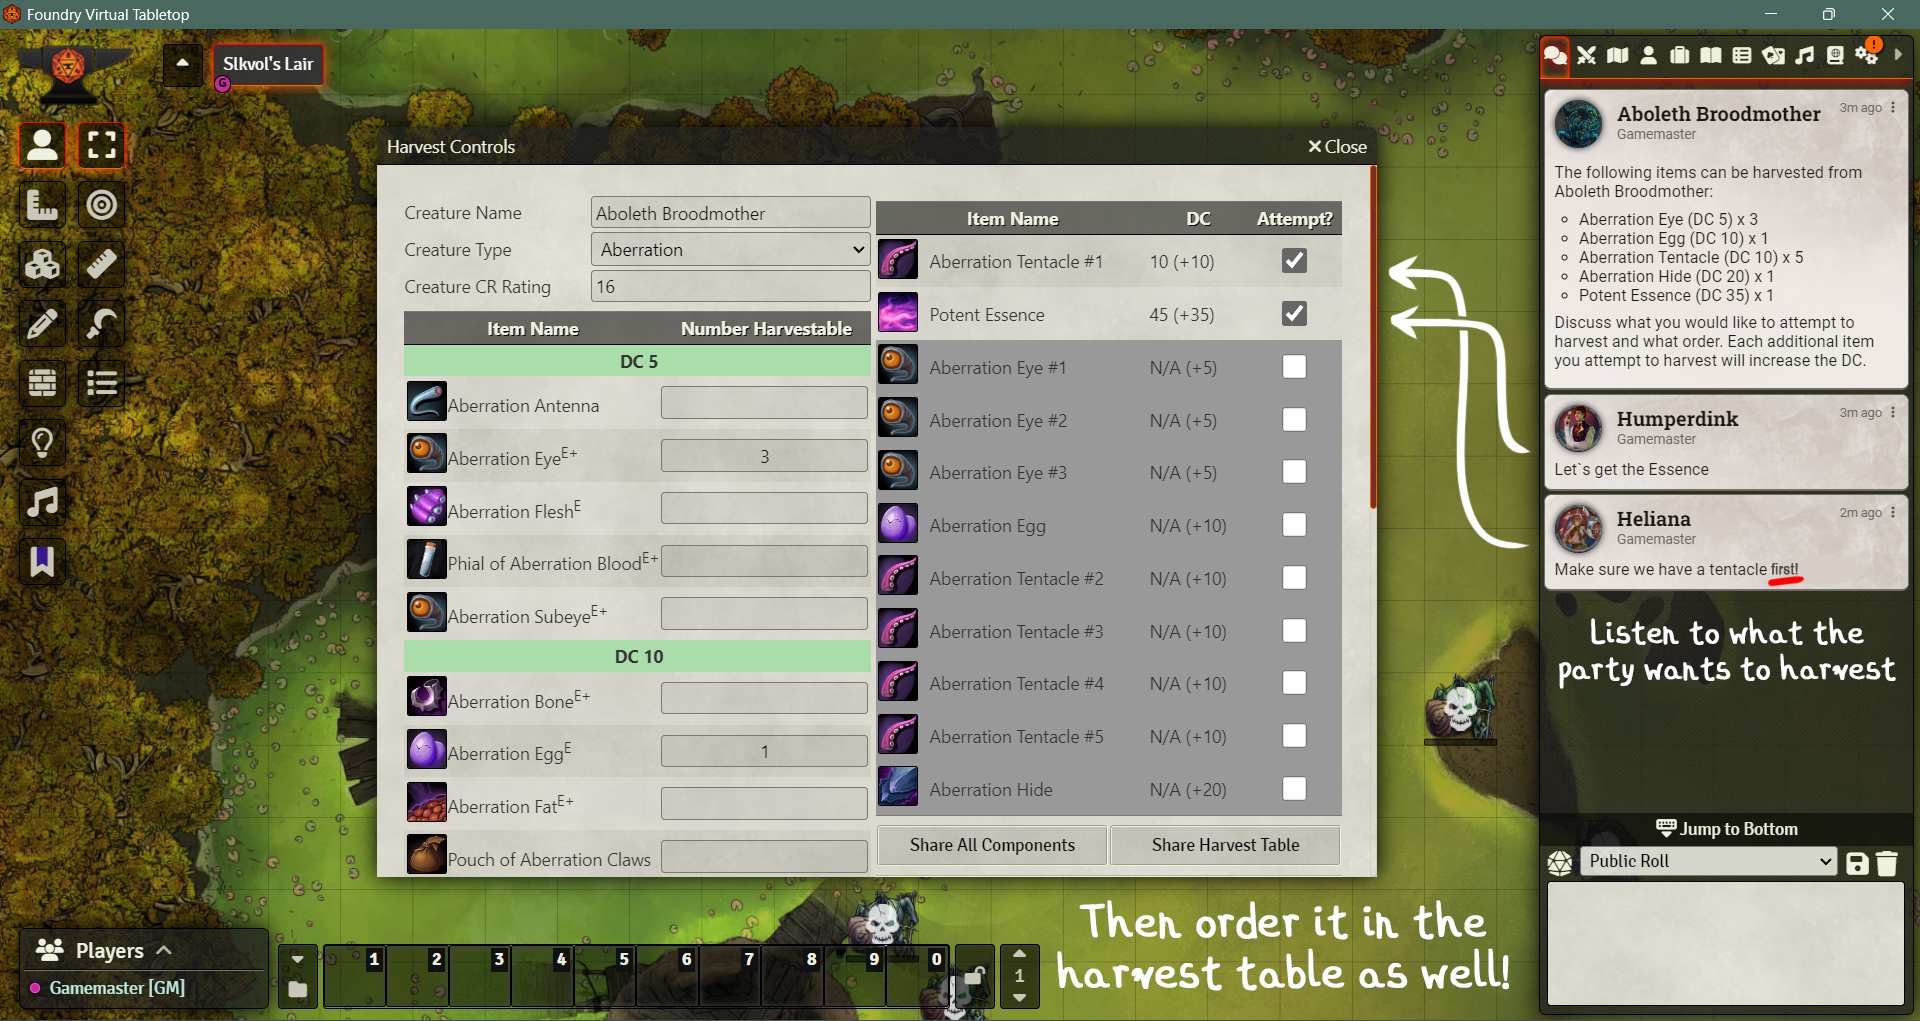 Foundry Virtual Tabletop
Slkvol's Lair
G
Harvest Controls
Close
Creature Name
Aboleth Broodmother
Creature Type
Aberration
Creature CR Rating
16
Item Name Number Harvestable
DC 5
Aberration Antenna
Aberration EyeE+ 3
Aberration FleshE
Phial of Aberration BloodE+
Aberration SubeyeE+
DC 10
Aberration BoneE+
Aberration EggE 1
Aberration FatE+
Pouch of Aberration Claws
Item Name DC Attempt?
Aberration Tentacle #1 10 (+10)
Potent Essence 45 (+35)
Aberration Eye #1 N/A (+5)
Aberration Eye #2 N/A (+5)
Aberration Eye #3 N/A (+5)
Aberration Egg N/A (+10)
Aberration Tentacle #2 N/A (+10)
Aberration Tentacle #3 N/A (+10)
Aberration Tentacle #4 N/A (+10)
Aberration Tentacle #5 N/A (+10)
Aberration Hide N/A (+20)
Share All Components
Share Harvest Table
!
Aboleth Broodmother
3m ago
Gamemaster
The following items can be harvested from
Aboleth Broodmother:
Aberration Eye (DC 5) x 3
Aberration Egg (DC 10) x 1
Aberration Tentacle (DC 10) x 5
Aberration Hide (DC 20) x 1
Potent Essence (DC 35) x 1
Discuss what you would like to attempt to
harvest and what order. Each additional item
you attempt to harvest will increase the DC.
Humperdink
3m ago
Gamemaster
Let`s get the Essence
Heliana
2m ago
Gamemaster
Make sure we have a tentacle first!
Listen to what the
party wants to harvest
Jump to Bottom
Public Roll
Then order it in the
harvest table as well!
Players
Gamemaster [GM]
1 2 3 4 5 6 7 8 9 0
1